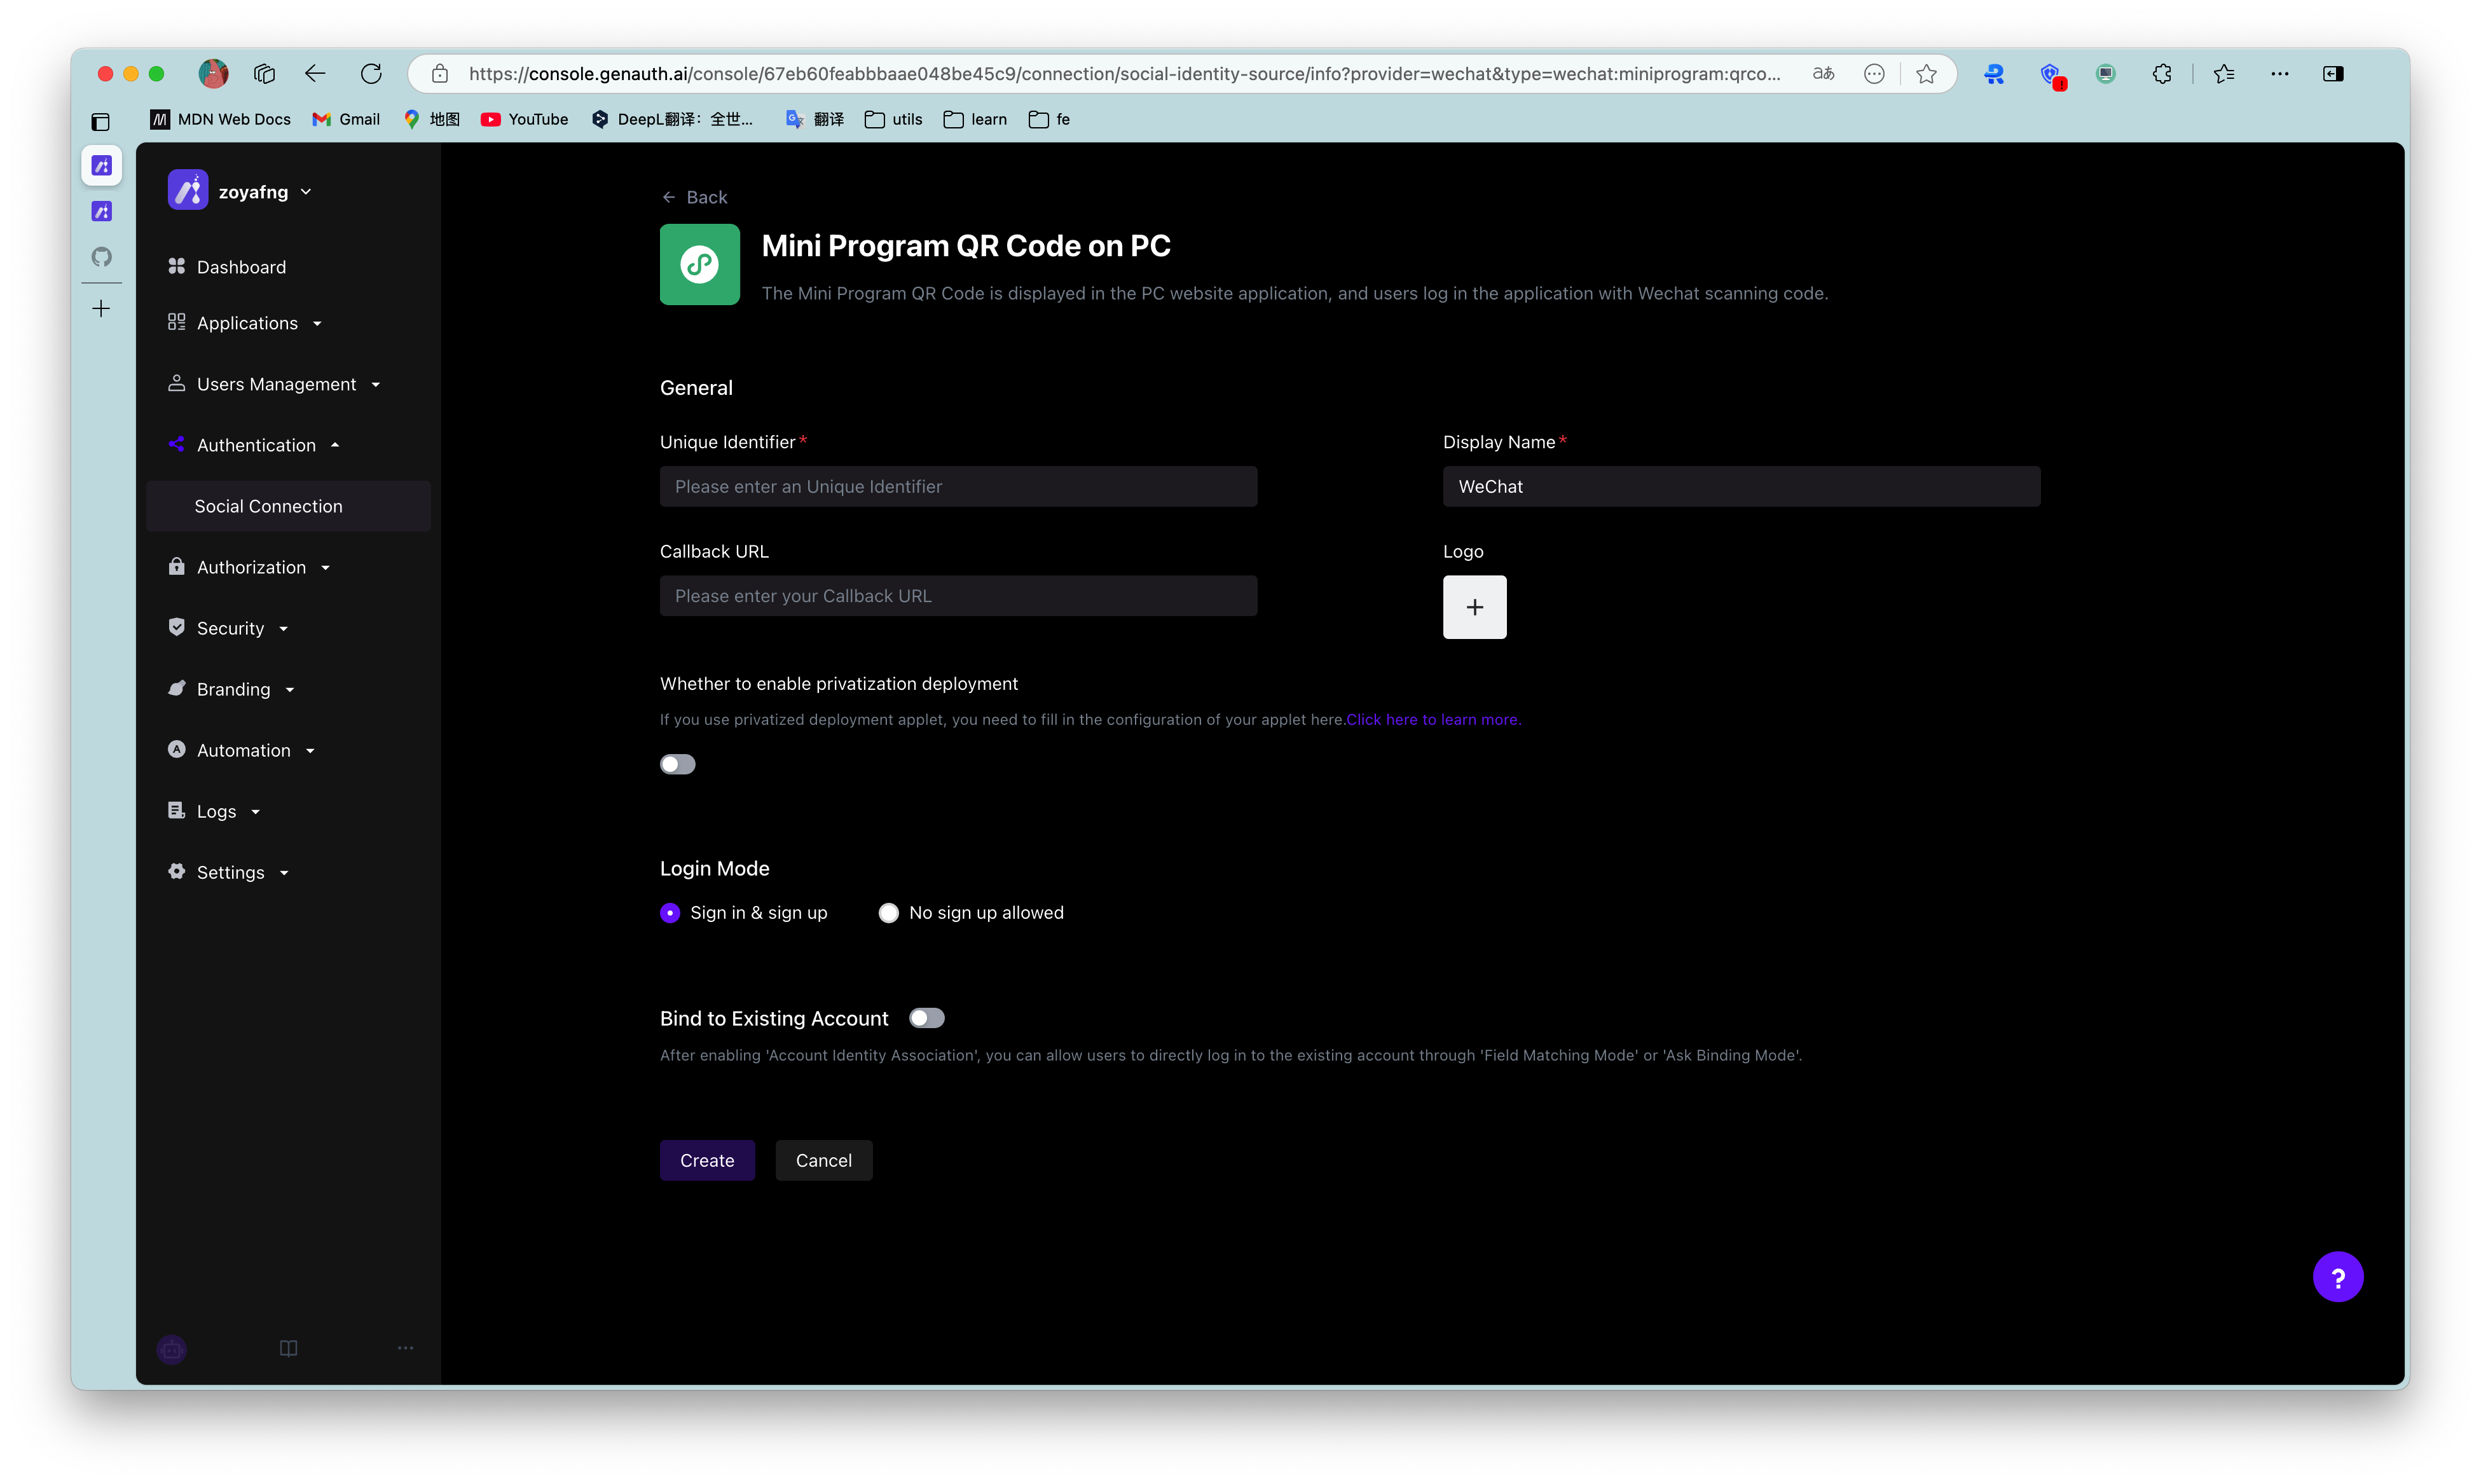 https://console.genauth.ai/console/67eb60feabbbaae048be45c9/connection/social-identity-source/info?provider=wechat&type=wechat:miniprogram:qrco...
aあ
MDN Web Docs
Gmail
地图
YouTube
DeepL翻译：全世...
翻译
utils
learn
fe
zoyafng
Dashboard
Applications
Users Management
Authentication
Social Connection
Authorization
Security
Branding
Automation
Logs
Settings
Back
Mini Program QR Code on PC
The Mini Program QR Code is displayed in the PC website application, and users log in the application with Wechat scanning code.
General
Unique Identifier*
Please enter an Unique Identifier
Display Name*
WeChat
Callback URL
Please enter your Callback URL
Logo
Whether to enable privatization deployment
If you use privatized deployment applet, you need to fill in the configuration of your applet here.Click here to learn more.
Login Mode
Sign in & sign up
No sign up allowed
Bind to Existing Account
After enabling 'Account Identity Association', you can allow users to directly log in to the existing account through 'Field Matching Mode' or 'Ask Binding Mode'.
Create
Cancel
?